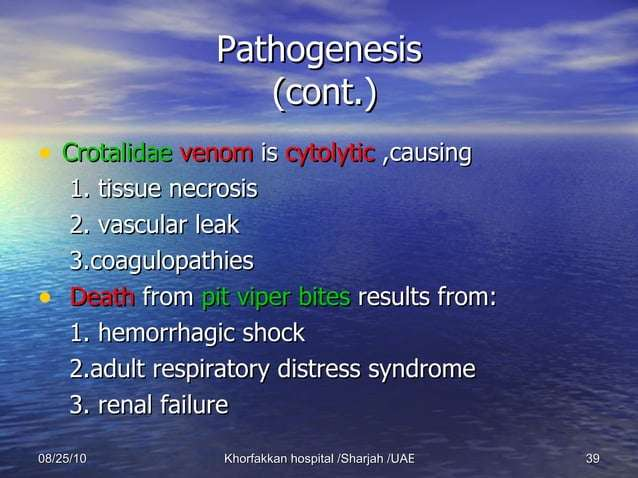 Pathogenesis
(cont.)
• Crotalidae venom is cytolytic ,causing
1. tissue necrosis
2. vascular leak
3.coagulopathies
• Death from pit viper bites results from:
1. hemorrhagic shock
2.adult respiratory distress syndrome
3. renal failure
08/25/10 Khorfakkan hospital /Sharjah /UAE 39